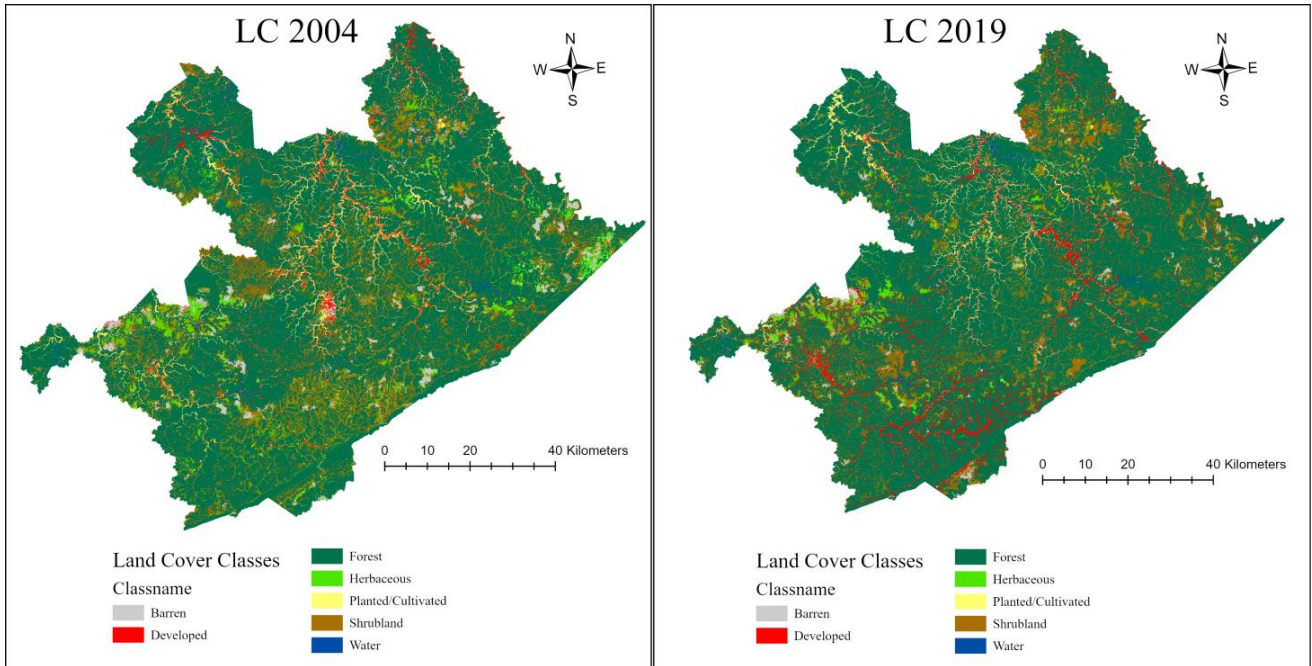 LC 2004
N
W E
S
0 10 20 40 Kilometers
Land Cover Classes
Classname
Barren
Developed
Forest
Herbaceous
Planted/Cultivated
Shrubland
Water
LC 2019
N
W E
S
0 10 20 40 Kilometers
Land Cover Classes
Classname
Barren
Developed
Forest
Herbaceous
Planted/Cultivated
Shrubland
Water